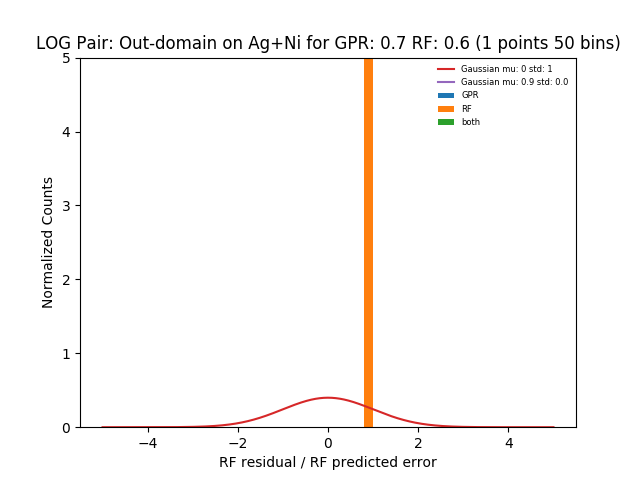 LOG Pair: Out-domain on Ag+Ni for GPR: 0.7 RF: 0.6 (1 points 50 bins)
Gaussian mu: 0 std: 1
Gaussian mu: 0.9 std: 0.0
GPR
RF
both
Normalized Counts
5
4
3
2
1
0
−4
−2
0
2
4
RF residual / RF predicted error